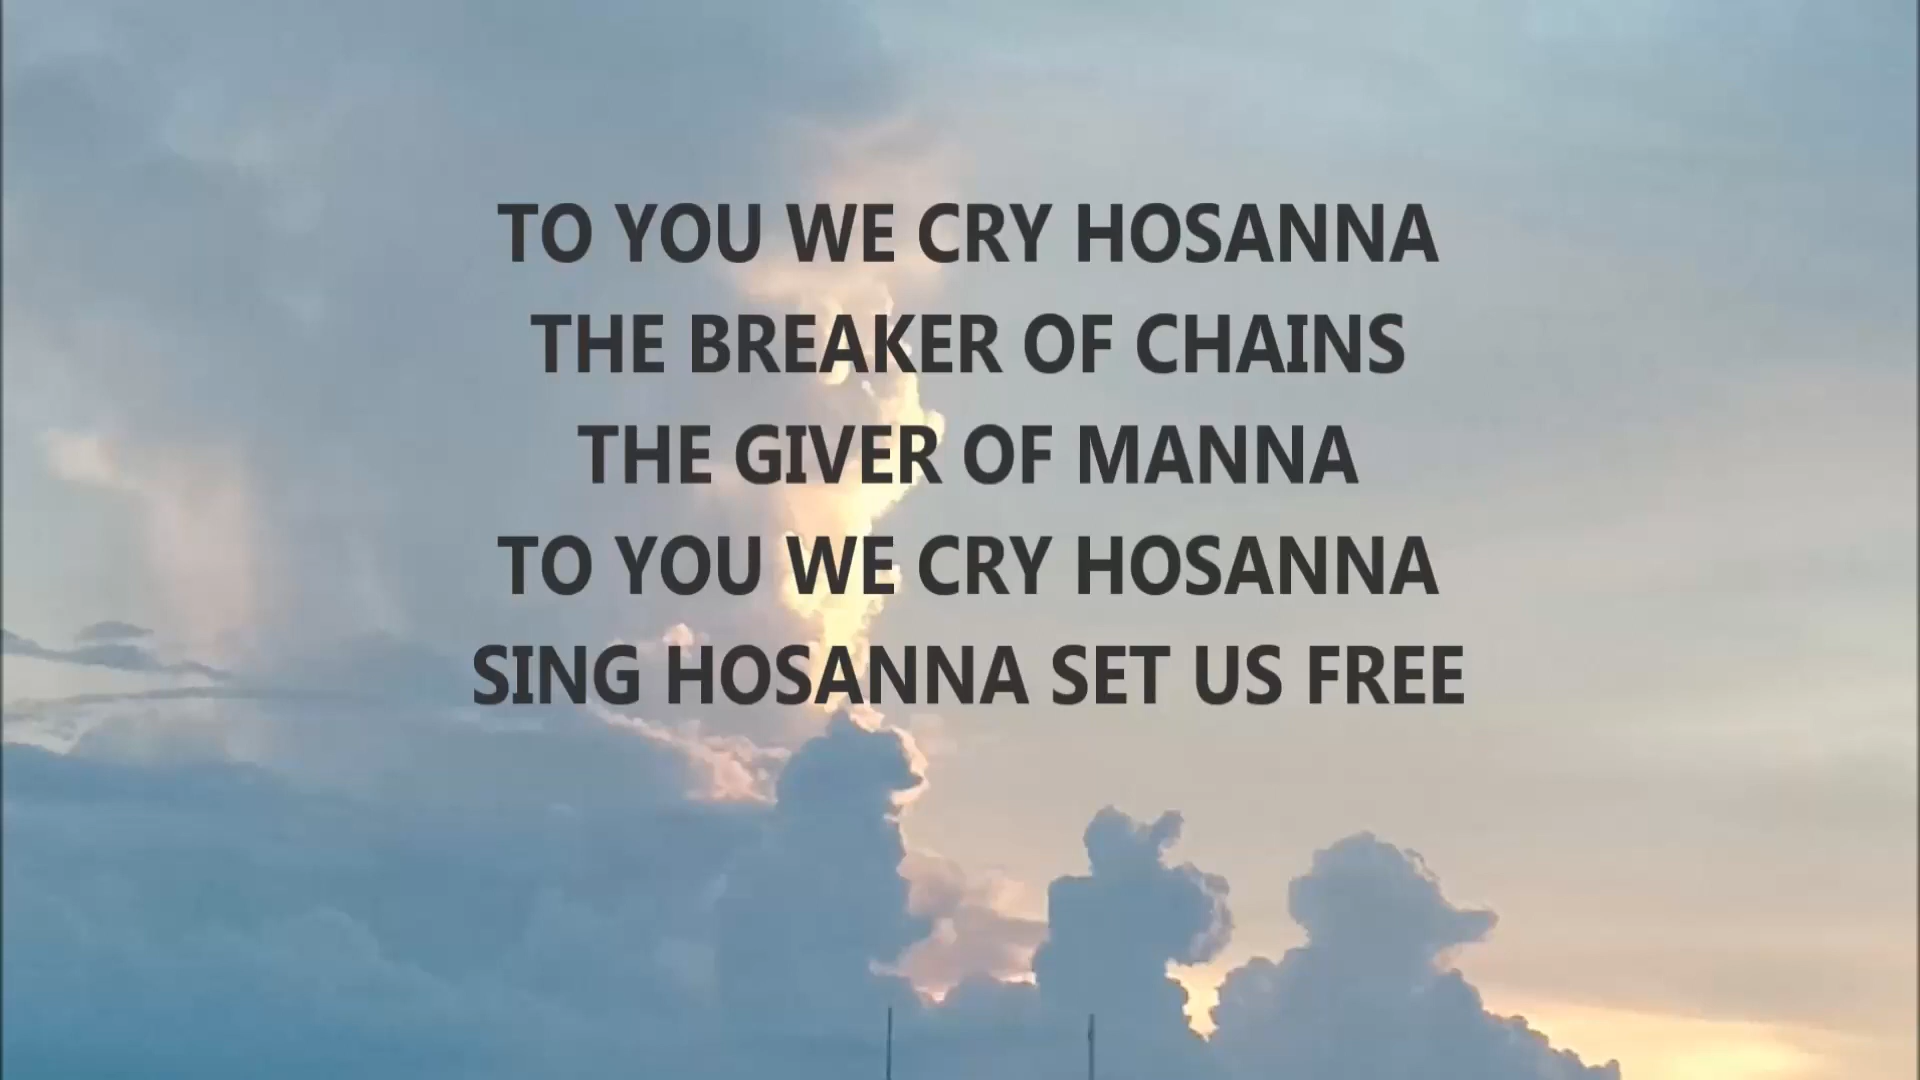 TO YOU WE CRY HOSANNA
THE BREAKER OF CHAINS
THE GIVER OF MANNA
TO YOU WE CRY HOSANNA
SING HOSANNA SET US FREE